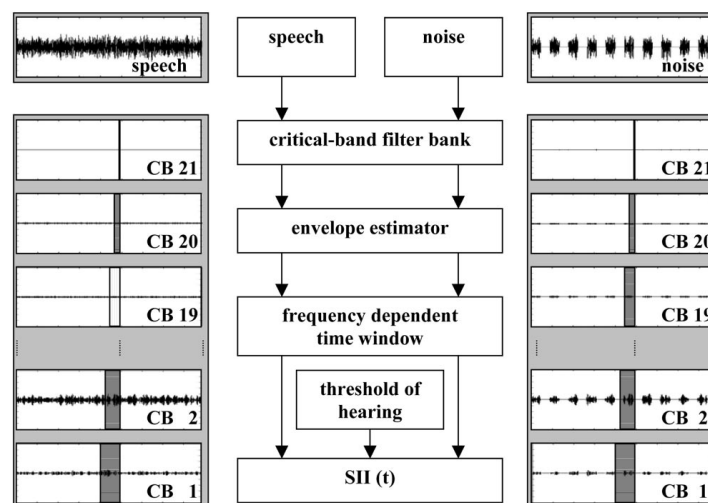 speech
speech
noise
noise
CB 21
critical-band filter bank
CB 21
CB 20
envelope estimator
CB 20
CB 19
frequency dependent
time window
CB 19
threshold of
hearing
CB 2
CB 2
CB 1
SII (t)
CB 1